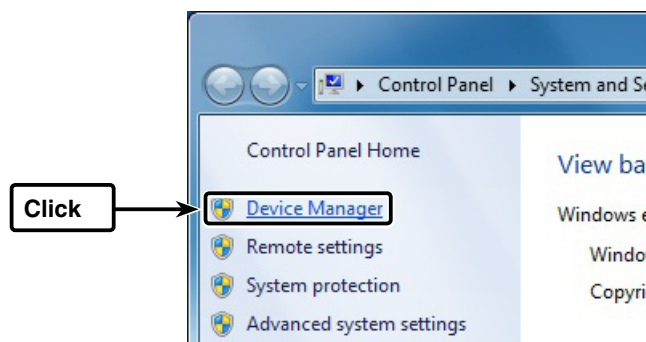 Control Panel System and Se
Control Panel Home
View ba
Click
Device Manager
Windows e
Remote settings
Windo
System protection
Copyri
Advanced system settings